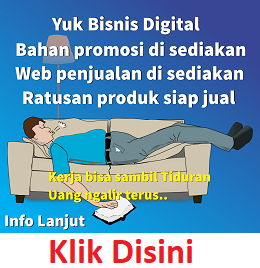 Yuk Bisnis Digital
Bahan promosi di sediakan
Web penjualan di sediakan
Ratusan produk siap jual
Kerja bisa sambil Tiduran
Uang ngalir terus..
Info Lanjut
Klik Disini